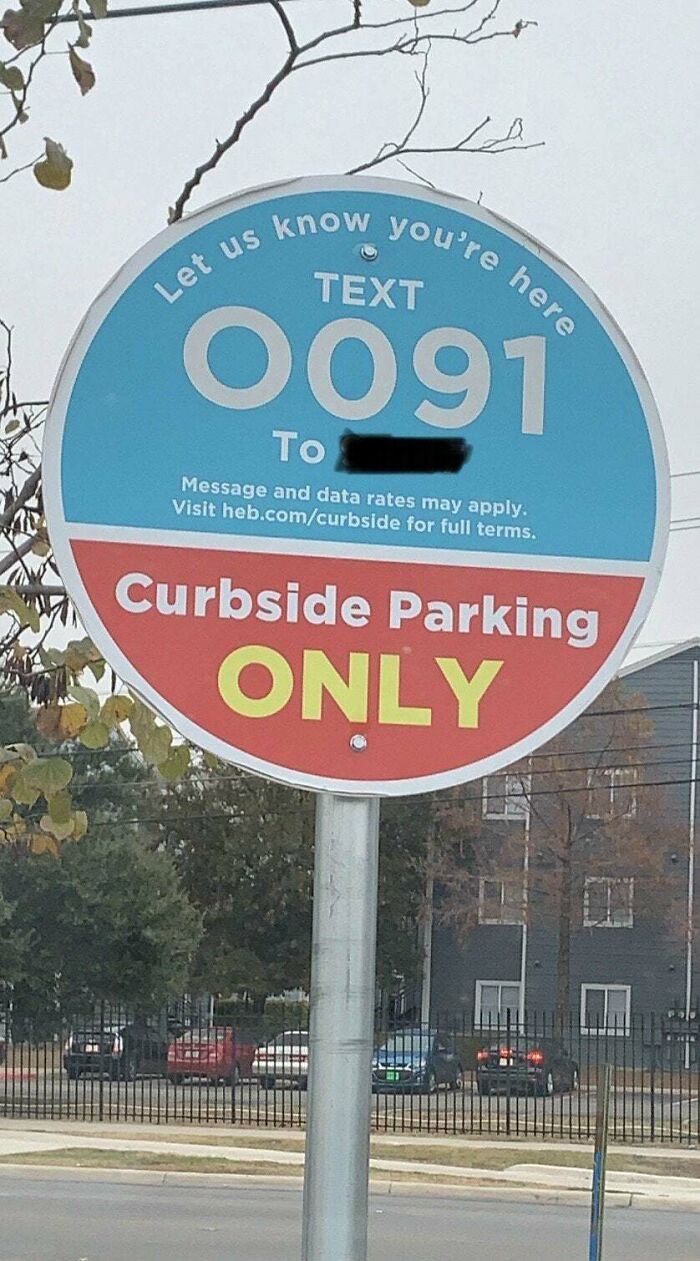 Let us know you're here
TEXT
0091
To
Message and data rates may apply.
Visit heb.com/curbside for full terms.
Curbside Parking
ONLY